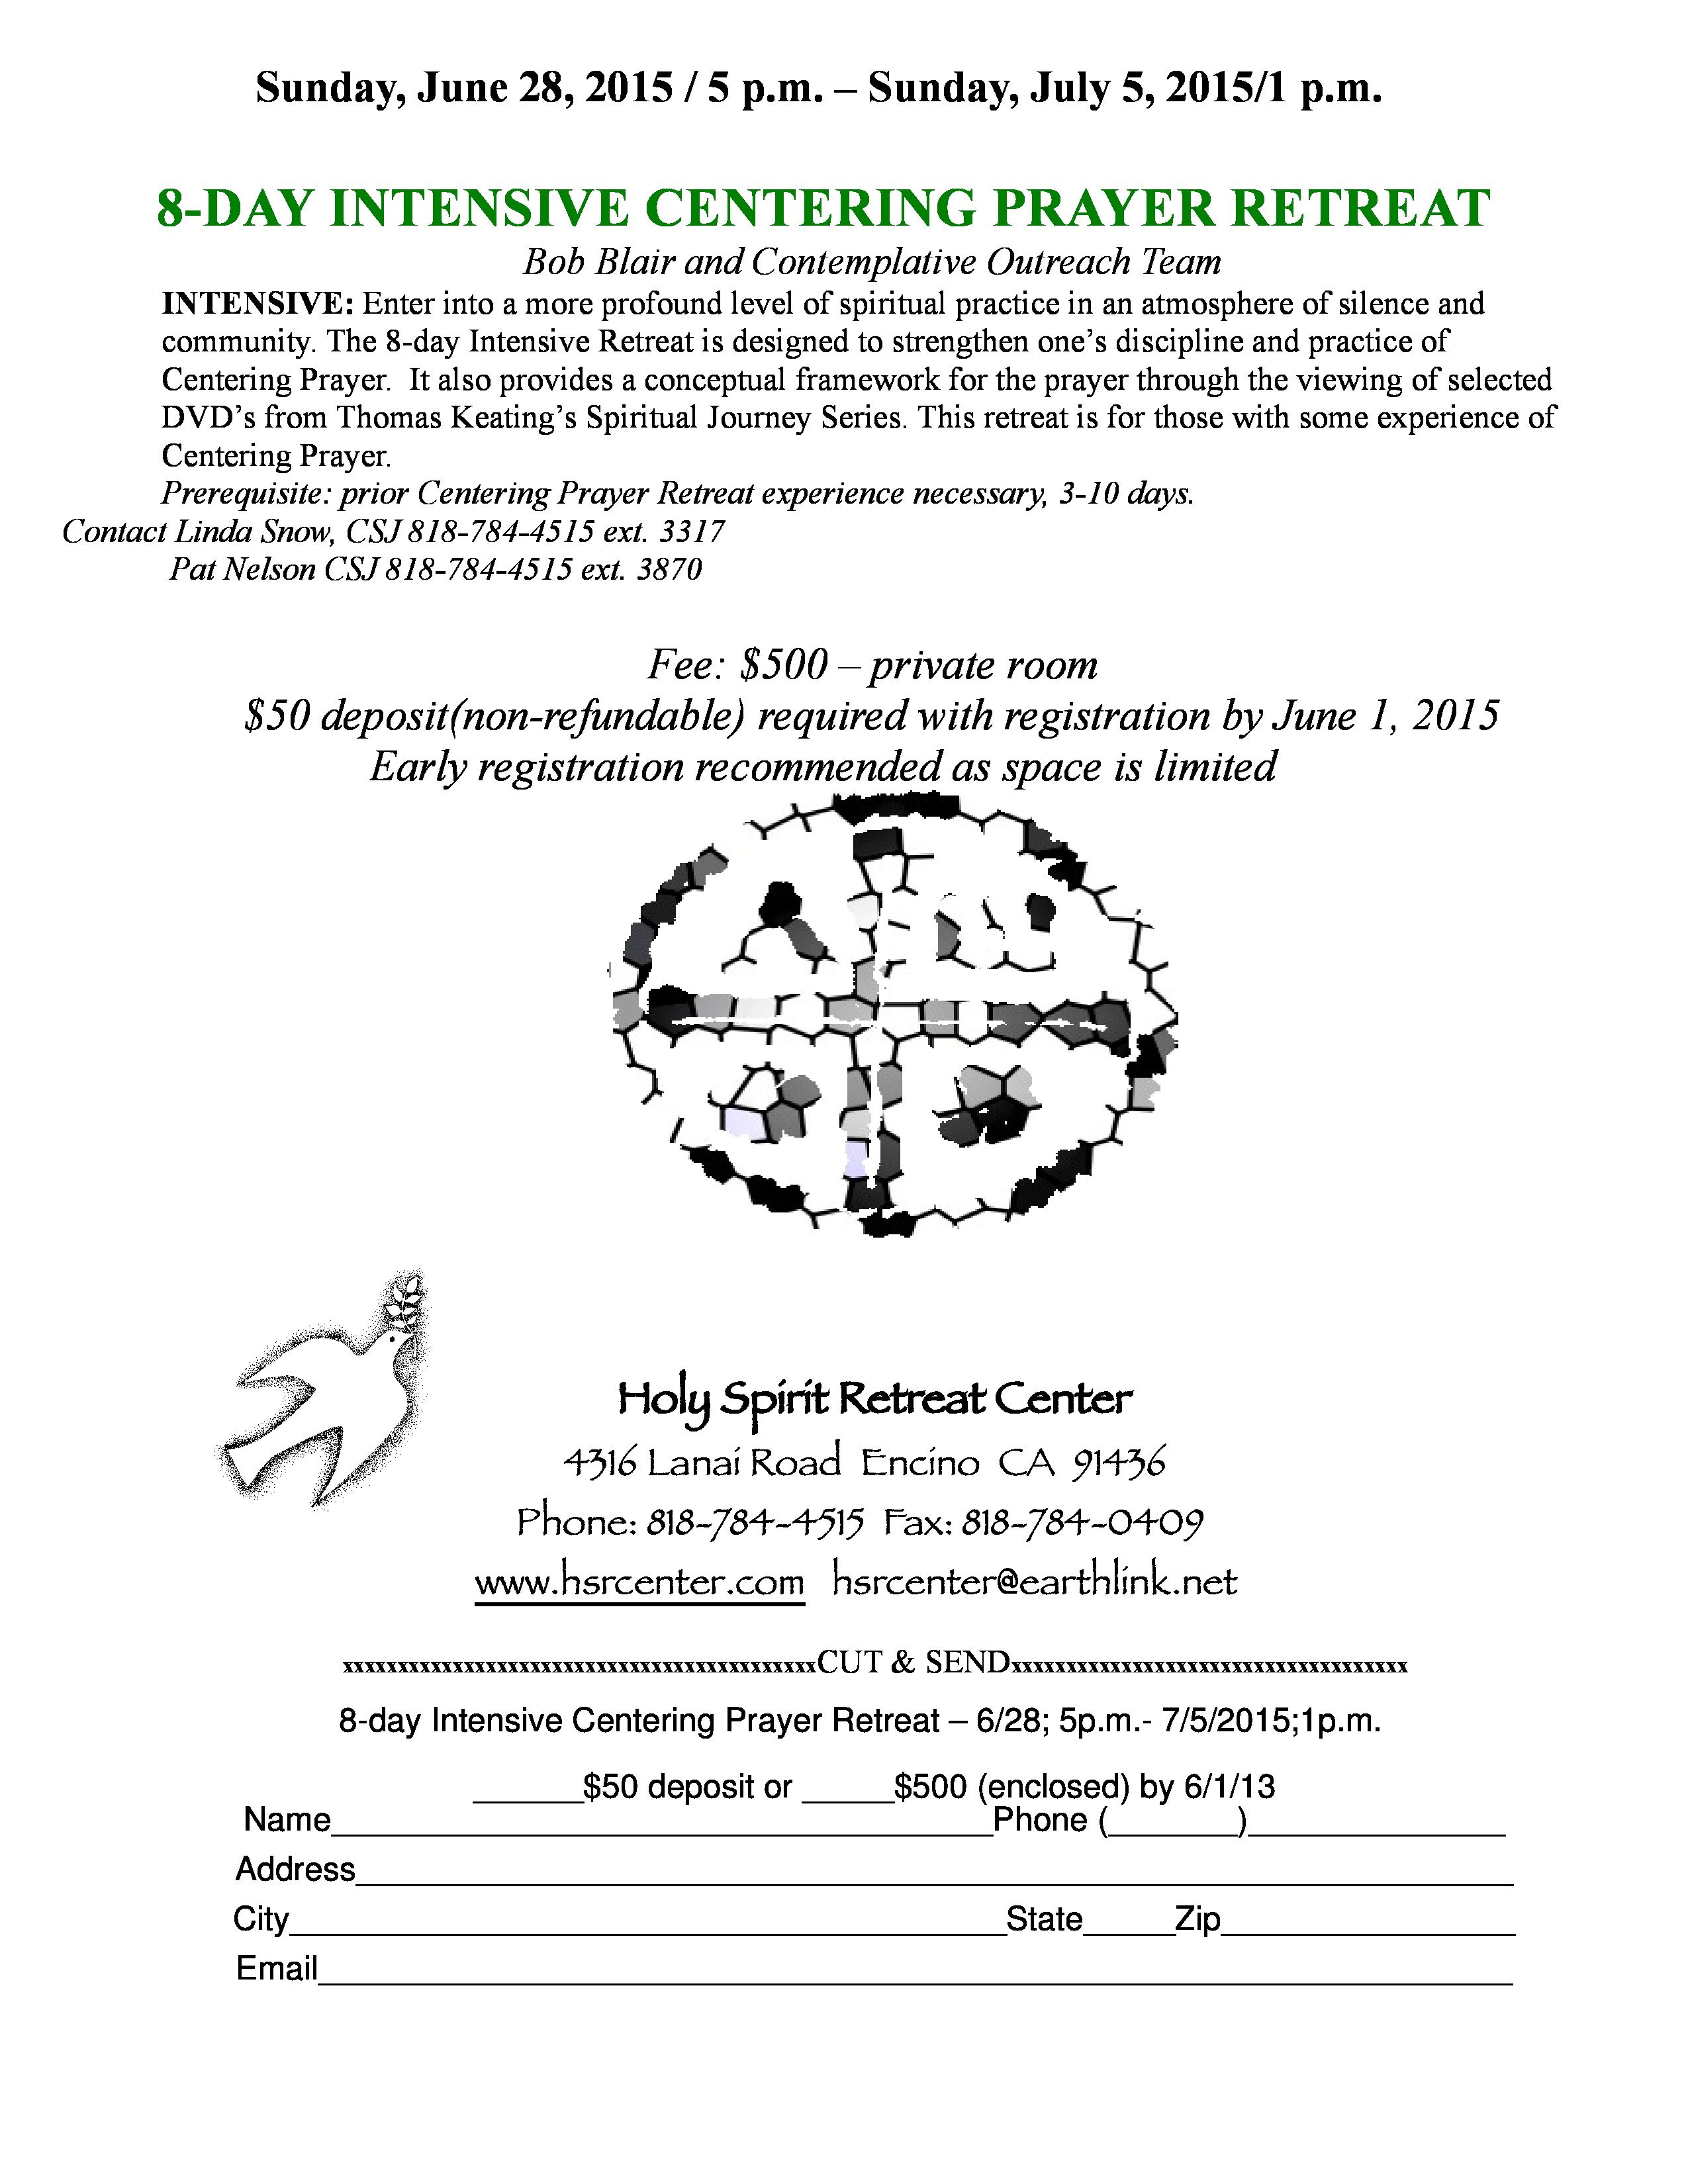 Sunday, June 28, 2015 / 5 p.m. – Sunday, July 5, 2015/1 p.m.
8-DAY INTENSIVE CENTERING PRAYER RETREAT
Bob Blair and Contemplative Outreach Team
INTENSIVE: Enter into a more profound level of spiritual practice in an atmosphere of silence and
community. The 8-day Intensive Retreat is designed to strengthen one’s discipline and practice of
Centering Prayer.  It also provides a conceptual framework for the prayer through the viewing of selected
DVD’s from Thomas Keating’s Spiritual Journey Series. This retreat is for those with some experience of
Centering Prayer.
Prerequisite: prior Centering Prayer Retreat experience necessary, 3-10 days.
Contact Linda Snow, CSJ 818-784-4515 ext. 3317
Pat Nelson CSJ 818-784-4515 ext. 3870
Fee: $500 – private room
$50 deposit(non-refundable) required with registration by June 1, 2015
Early registration recommended as space is limited
Holy Spirit Retreat Center
4316 Lanai Road  Encino  CA  91436
Phone: 818-784-4515  Fax: 818-784-0409
www.hsrcenter.com   hsrcenter@earthlink.net
xxxxxxxxxxxxxxxxxxxxxxxxxxxxxxxxxxxxxxxxxxxCUT & SENDxxxxxxxxxxxxxxxxxxxxxxxxxxxxxxxxxxxx
8-day Intensive Centering Prayer Retreat – 6/28; 5p.m.- 7/5/2015;1p.m.
______$50 deposit or _____$500 (enclosed) by 6/1/13
Name____________________________________Phone (_______)______________
Address_______________________________________________________________
City_______________________________________State_____Zip________________
Email_________________________________________________________________